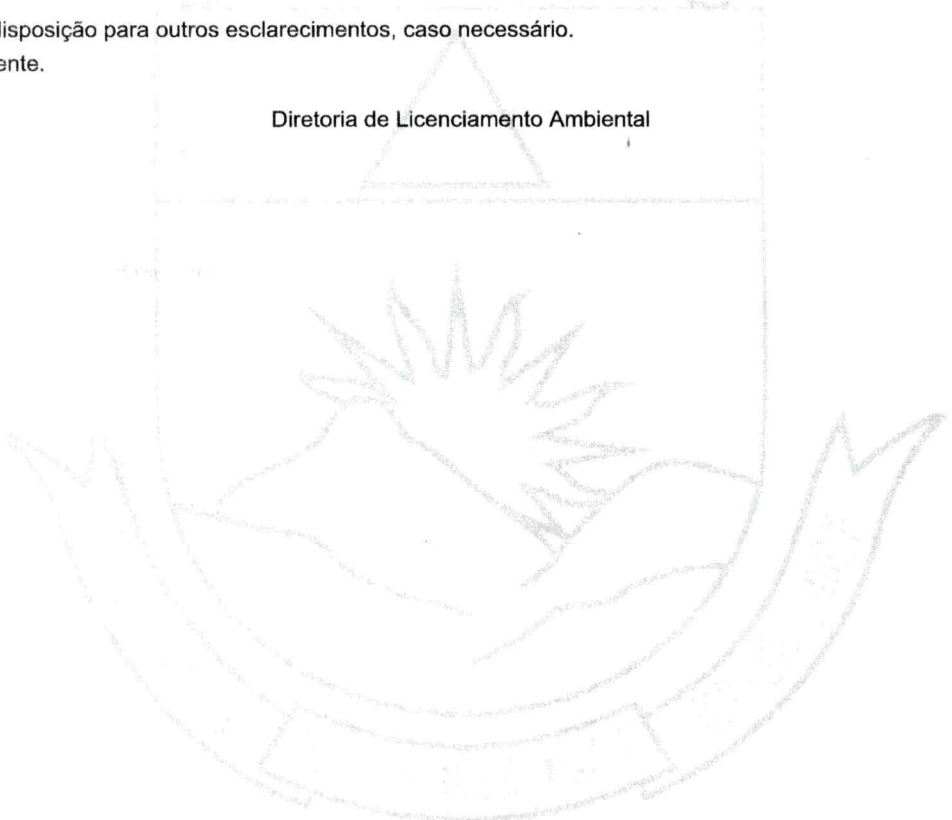 disposição para outros esclarecimentos, caso necessário.
ente.
Diretoria de Licenciamento Ambiental